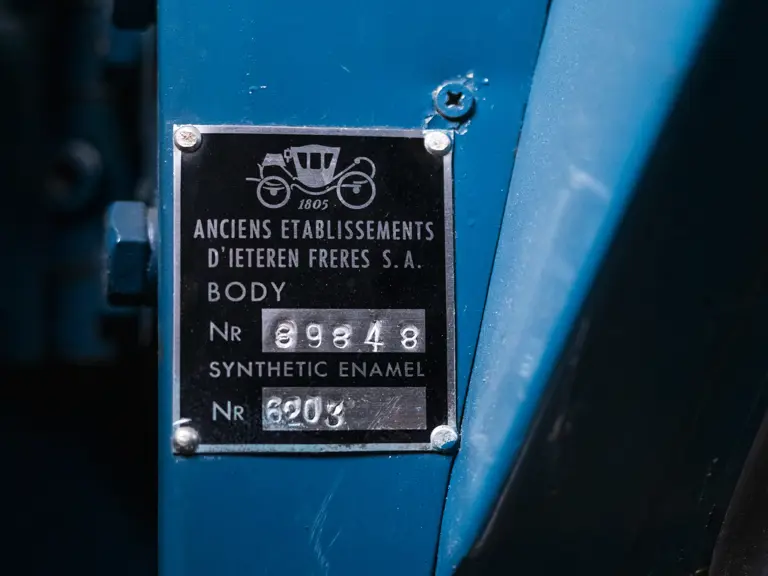 1805
ANCIENS ETABLISSEMENTS
D'IETEREN FRERES S.A.
BODY
NR 89848
SYNTHETIC ENAMEL
NR 6203